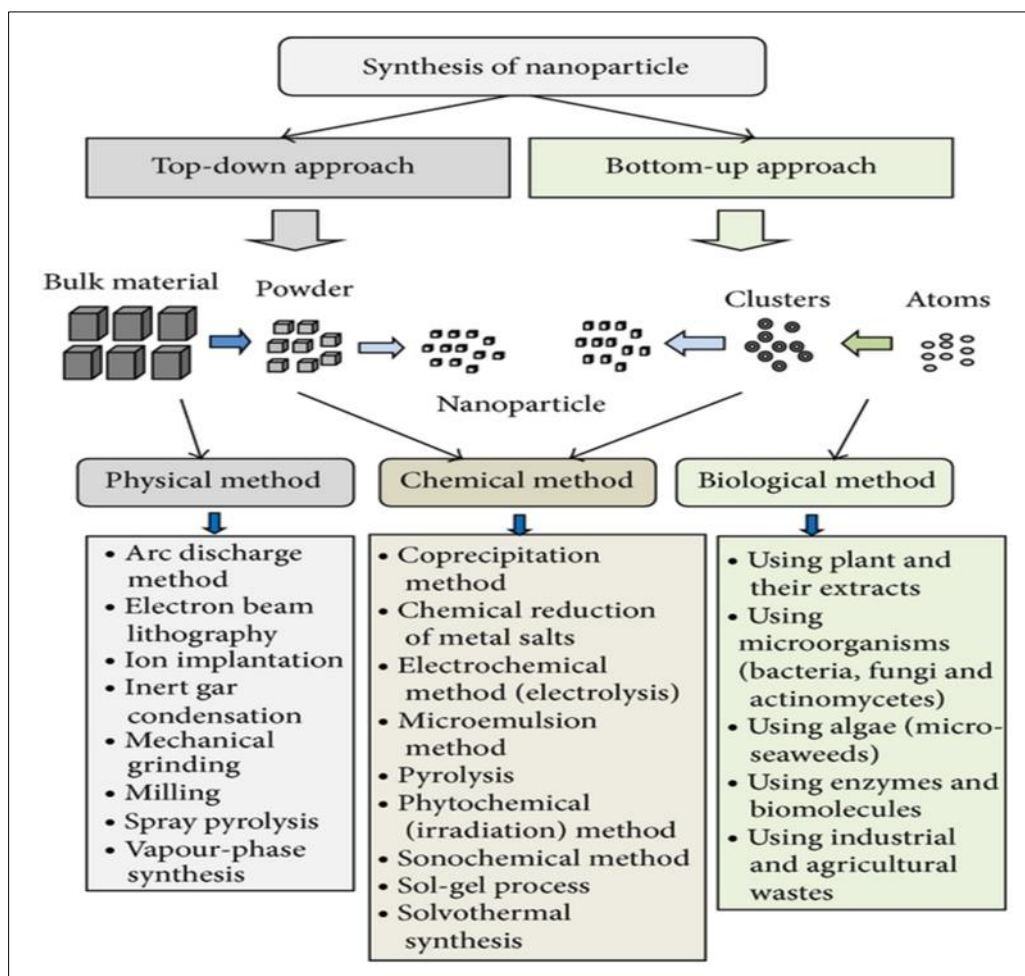 Synthesis of nanoparticle
Top-down approach
Bottom-up approach
Bulk material
Powder
Clusters
Atoms
Nanoparticle
Physical method
Chemical method
Biological method
• Arc discharge
method
• Electron beam
lithography
• Ion implantation
• Inert gar
condensation
• Mechanical
grinding
• Milling
• Spray pyrolysis
• Vapour-phase
synthesis
• Coprecipitation
method
• Chemical reduction
of metal salts
• Electrochemical
method (electrolysis)
• Microemulsion
method
• Pyrolysis
• Phytochemical
(irradiation) method
• Sonochemical method
• Sol-gel process
• Solvothermal
synthesis
• Using plant and
their extracts
• Using
microorganisms
(bacteria, fungi and
actinomycetes)
• Using algae (micro-
seaweeds)
• Using enzymes and
biomolecules
• Using industrial
and agricultural
wastes